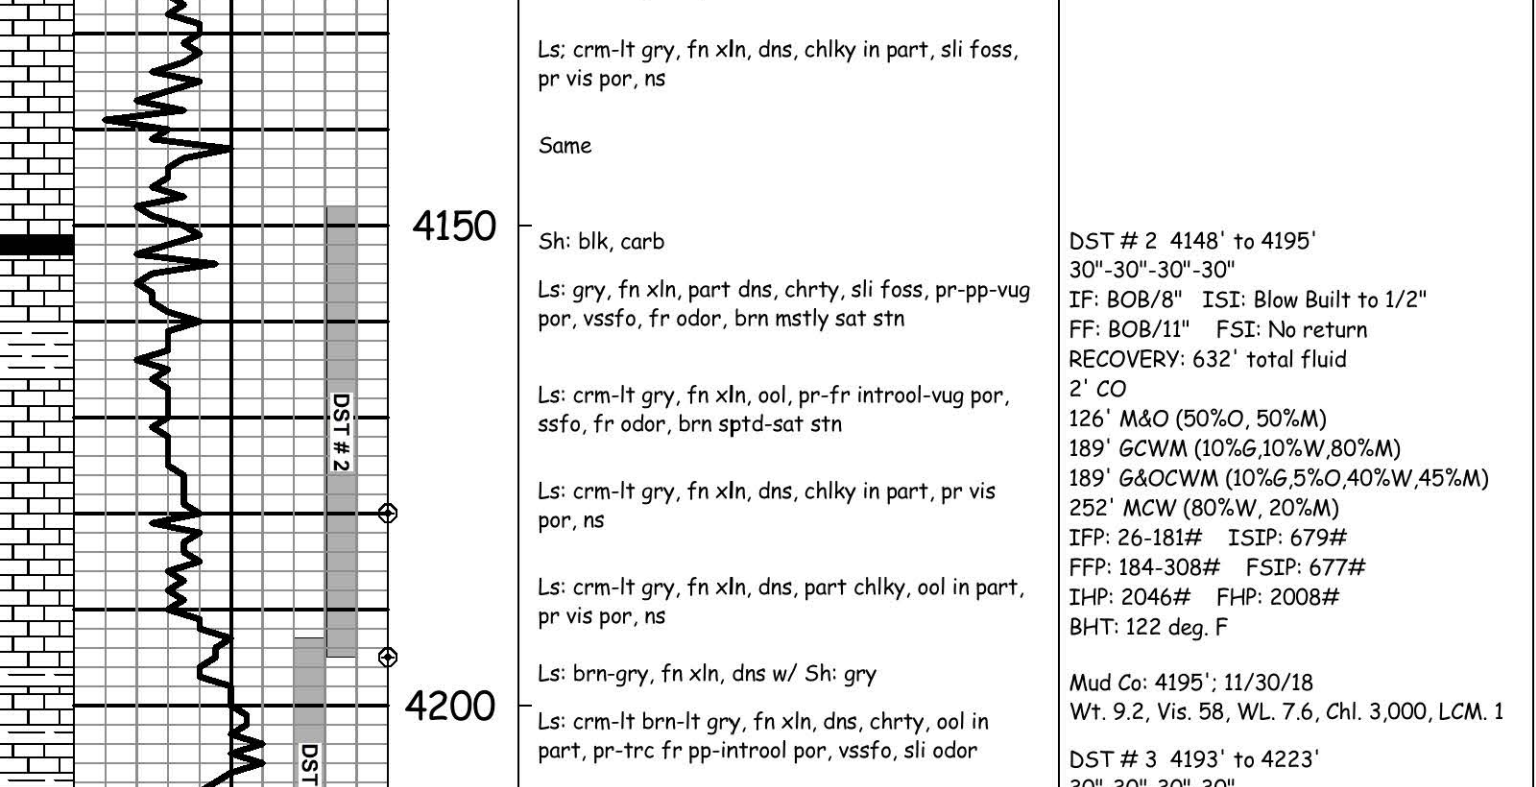 Ls; crm-lt gry, fn xln, dns, chlky in part, sli foss,
pr vis por, ns
Same
4150
Sh: blk, carb
Ls: gry, fn xln, part dns, chrty, sli foss, pr-pp-vug
por, vssfo, fr odor, brn mstly sat stn
DST # 2
Ls: crm-lt gry, fn xln, ool, pr-fr introol-vug por,
ssfo, fr odor, brn sptd-sat stn
Ls: crm-lt gry, fn xln, dns, chlky in part, pr vis
por, ns
Ls: crm-lt gry, fn xln, dns, part chlky, ool in part,
pr vis por, ns
Ls: brn-gry, fn xln, dns w/ Sh: gry
4200
Ls: crm-lt brn-lt gry, fn xln, dns, chrty, ool in
part, pr-trc fr pp-introol por, vssfo, sli odor
DST
DST # 2 4148' to 4195'
30"-30"-30"-30"
IF: BOB/8" ISI: Blow Built to 1/2"
FF: BOB/11" FSI: No return
RECOVERY: 632' total fluid
2' CO
126' M&O (50%O, 50%M)
189' GCWM (10%G,10%W,80%M)
189' G&OCWM (10%G,5%O,40%W,45%M)
252' MCW (80%W, 20%M)
IFP: 26-181# ISIP: 679#
FFP: 184-308# FSIP: 677#
IHP: 2046# FHP: 2008#
BHT: 122 deg. F
Mud Co: 4195'; 11/30/18
Wt. 9.2, Vis. 58, WL. 7.6, Chl. 3,000, LCM. 1
DST # 3 4193' to 4223'